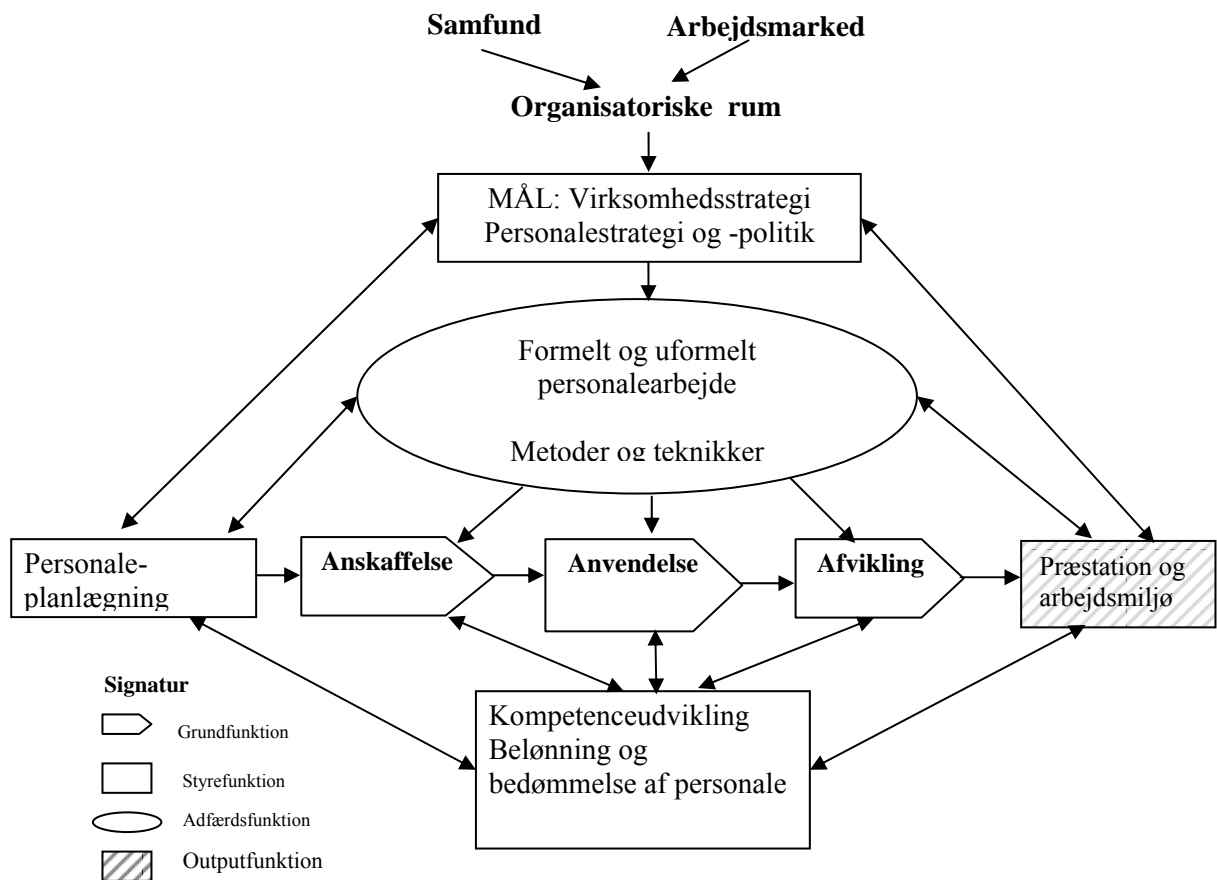 Samfund
Arbejdsmarked
Organisatoriske rum
MÅL: Virksomhedsstrategi
Personalestrategi og -politik
Formelt og uformelt
personalearbejde
Metoder og teknikker
Personale-
planlægning
Anskaffelse
Anvendelse
Afvikling
Præstation og
arbejdsmiljø
Kompetenceudvikling
Belønning og
bedømmelse af personale
Signatur
Grundfunktion
Styrefunktion
Adfærdsfunktion
Outputfunktion